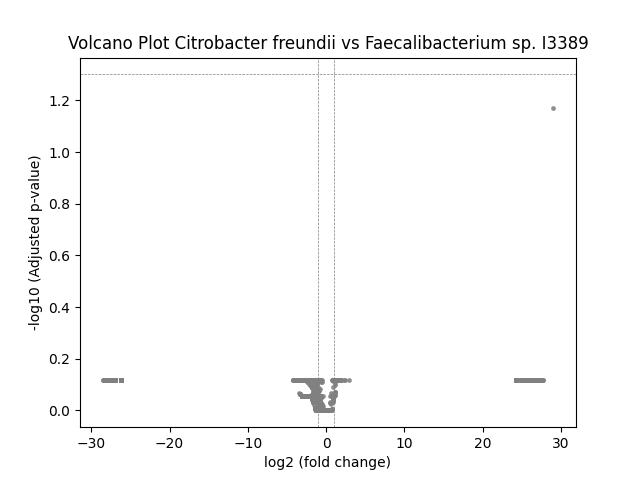 Volcano Plot Citrobacter freundii vs Faecalibacterium sp. I3389
-log10 (Adjusted p-value)
1.2
1.0
0.8
0.6
0.4
0.2
0.0
−30 −20 −10 0 10 20 30
log2 (fold change)